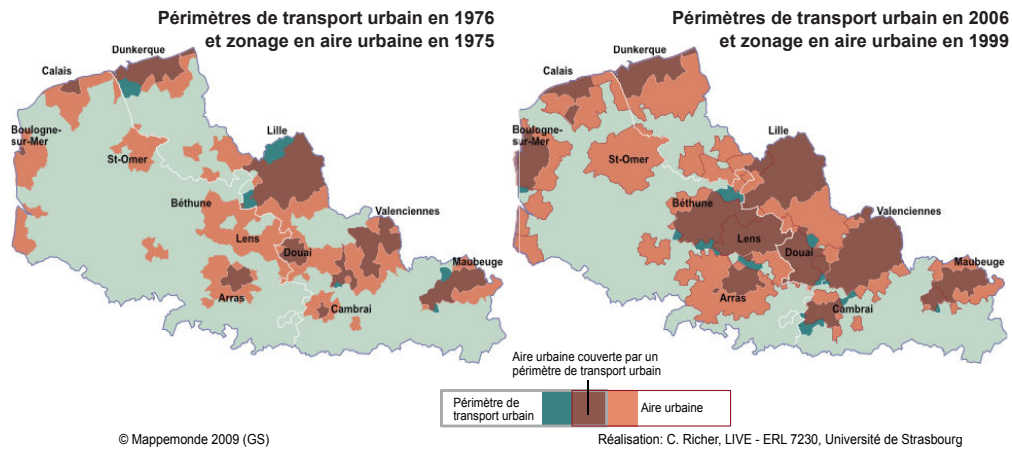 Périmètres de transport urbain en 1976
et zonage en aire urbaine en 1975
Dunkerque
Calais
Boulogne-
sur-Mer
St-Omer
Lille
Béthune
Valenciennes
Lens
Douai
Maubeuge
Arras
Cambrai
Périmètres de transport urbain en 2006
et zonage en aire urbaine en 1999
Dunkerque
Calais
Boulogne-
sur-Mer
St-Omer
Lille
Béthune
Valenciennes
Lens
Douai
Maubeuge
Arras
Cambrai
Aire urbaine couverte par un
périmètre de transport urbain
Périmètre de
transport urbain
Aire urbaine
© Mappemonde 2009 (GS)
Réalisation: C. Richer, LIVE - ERL 7230, Université de Strasbourg